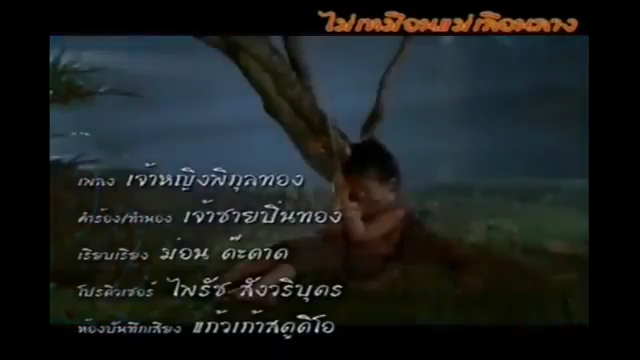 ไม่เหมือนแม่เพื่อนลาง
เพลง เจ้าหญิงพิกุลทอง
คำร้อง/ทำนอง เจ้าชายปิ่นทอง
เรียบเรียง ม่อน ต๊ะตาด
โปรดิวเซอร์ ไพรัช สังวริบุตร
ห้องบันทึกเสียง แก้วเก้าสตูดิโอ